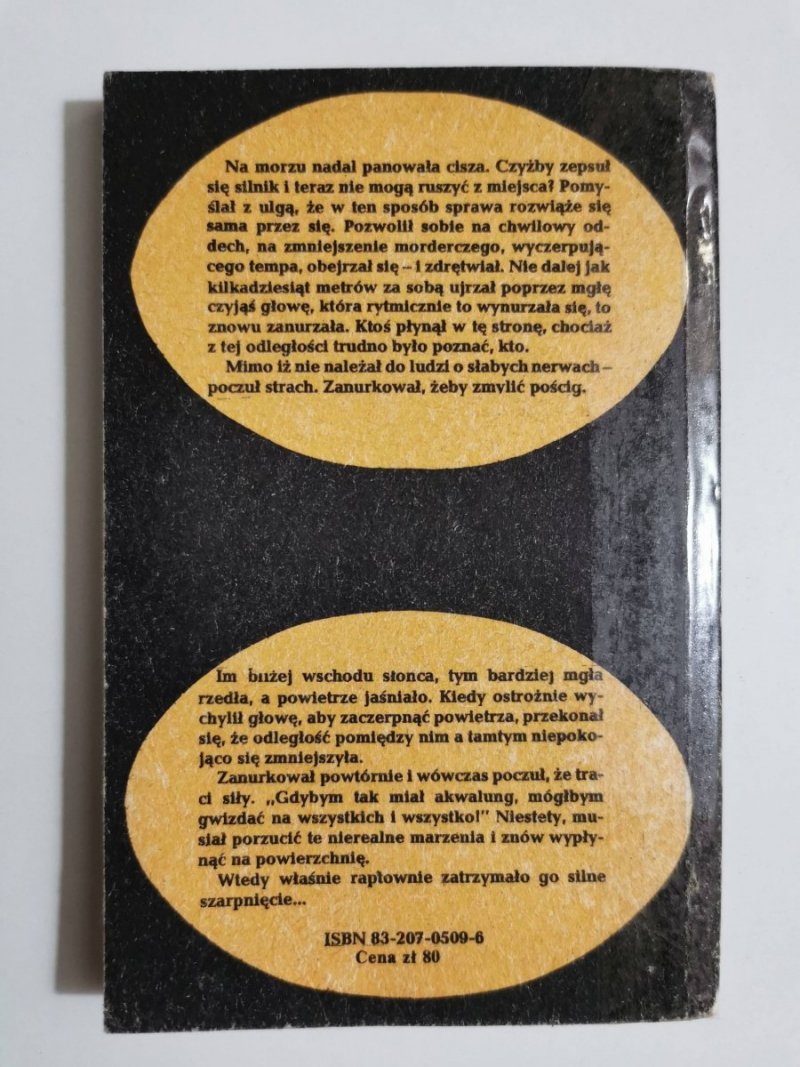 Na morzu nadal panowała cisza. Czyżby zepsuł
się silnik i teraz nie mogą ruszyć z miejsca? Pomy-
ślał z ulgą, że w ten sposób sprawa rozwiąże się
sama przez się. Pozwolił sobie na chwilowy od-
dech, na zmniejszenie morderczego, wyczerpują-
cego tempa, obejrzał się – i zdrętwiał. Nie dalej jak
kilkadziesiąt metrów za sobą ujrzał poprzez mgłę
czyjąś głowę, która rytmicznie to wynurzała się, to
znowu zanurzała. Ktoś płynął w tę stronę, chociaż
z tej odległości trudno było poznać, kto.
Mimo iż nie należał do ludzi o słabych nerwach –
poczuł strach. Zanurkował, żeby zmylić pościg.
Im bliżej wschodu słońca, tym bardziej mgła
rzedła, a powietrze jaśniało. Kiedy ostrożnie wy-
chylił głowę, aby zaczerpnąć powietrza, przekonał
się, że odległość pomiędzy nim a tamtym niepoko-
jąco się zmniejszyła.
Zanurkował powtórnie i wówczas poczuł, że tra-
ci siły. „Gdybym tak miał akwalung, mógłbym
gwizdać na wszystkich i wszystko!" Niestety, mu-
siał porzucić te nierealne marzenia i znów wypły-
nąć na powierzchnię.
Wtedy właśnie raptownie zatrzymało go silne
szarpnięcie...
ISBN 83-207-0509-6
Cena zł 80